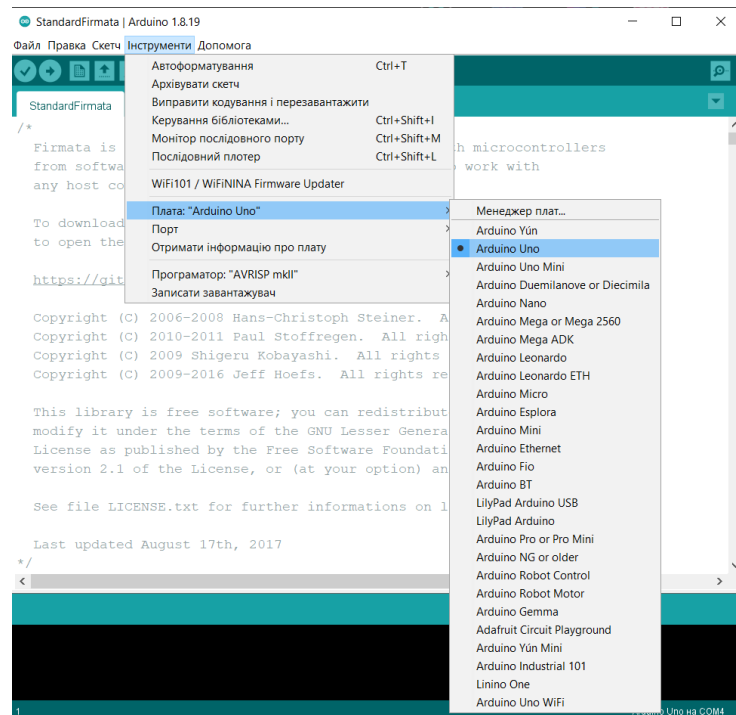 StandardFirmata | Arduino 1.8.19
Файл Правка Скетч Інструменти Допомога
Автоформатування Ctrl+T
Архівувати скетч
Виправити кодування і перезавантажити
Керування бібліотеками... Ctrl+Shift+I
Монітор послідовного порту Ctrl+Shift+M
Послідовний плотер Ctrl+Shift+L
WiFi101 / WiFiNINA Firmware Updater
Плата: "Arduino Uno"
Порт
Отримати інформацію про плату
Програматор: "AVRISP mkII"
Записати завантажувач
Менеджер плат...
Arduino Yún
Arduino Uno
Arduino Uno Mini
Arduino Duemilanove or Diecimila
Arduino Nano
Arduino Mega or Mega 2560
Arduino Mega ADK
Arduino Leonardo
Arduino Leonardo ETH
Arduino Micro
Arduino Esplora
Arduino Mini
Arduino Ethernet
Arduino Fio
Arduino BT
LilyPad Arduino USB
LilyPad Arduino
Arduino Pro or Pro Mini
Arduino NG or older
Arduino Robot Control
Arduino Robot Motor
Arduino Gemma
Adafruit Circuit Playground
Arduino Yún Mini
Arduino Industrial 101
Linino One
Arduino Uno WiFi
StandardFirmata
/*
Firmata is h microcontrollers
from softwa work with
any host co
To download
to open the
https://git
Copyright (C) 2006-2008 Hans-Christoph Steiner. A
Copyright (C) 2010-2011 Paul Stoffregen. All righ
Copyright (C) 2009 Shigeru Kobayashi. All rights
Copyright (C) 2009-2016 Jeff Hoefs. All rights re
This library is free software; you can redistribut
modify it under the terms of the GNU Lesser Genera
License as published by the Free Software Foundati
version 2.1 of the License, or (at your option) an
See file LICENSE.txt for further informations on l
Last updated August 17th, 2017
*/
1
Uno на COM4